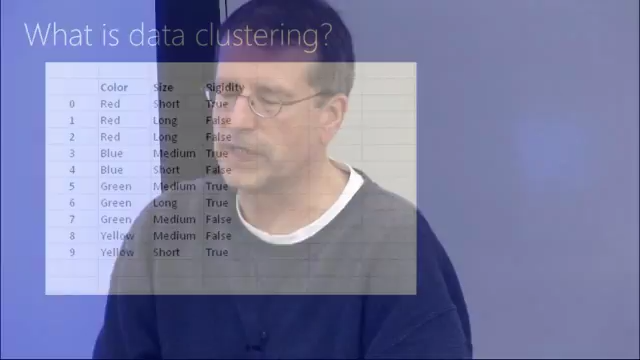 What is data clustering?
Color Size Rigidity
0 Red Short True
1 Red Long False
2 Red Long False
3 Blue Medium True
4 Blue Short False
5 Green Medium True
6 Green Long True
7 Green Medium False
8 Yellow Medium False
9 Yellow Short True